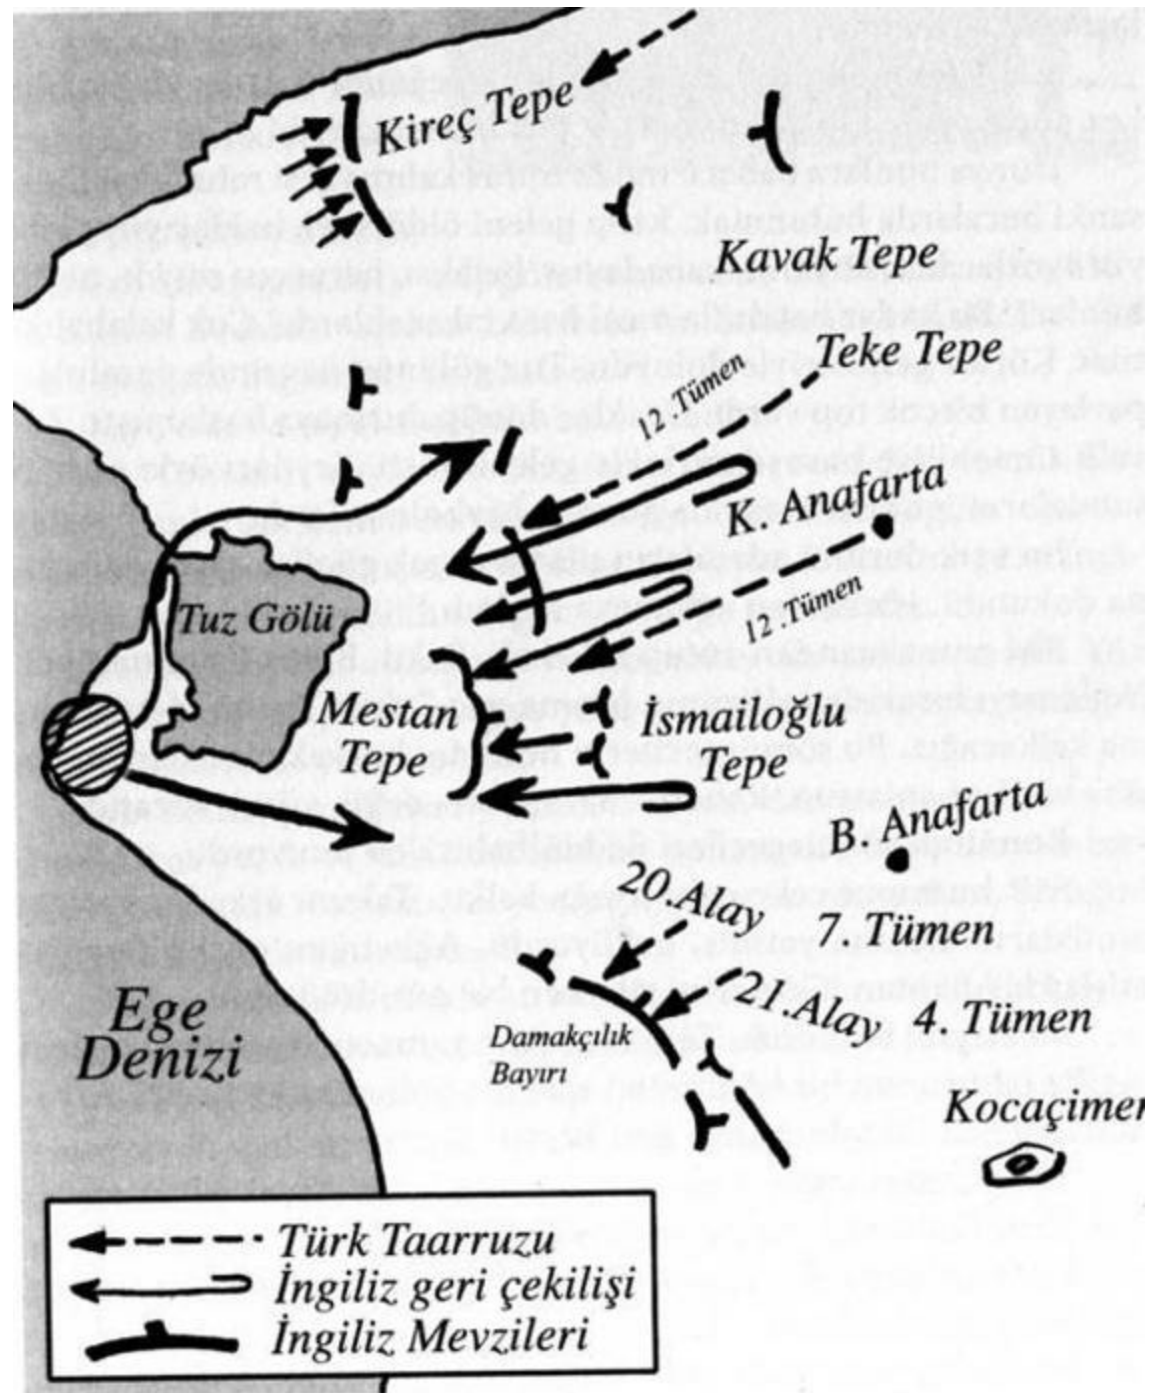 Kireç Tepe
Kavak Tepe
Teke Tepe
12.Tümen
K. Anafarta
12.Tümen
Tuz Gölü
Mestan
Tepe
İsmailoğlu
Tepe
B. Anafarta
20.Alay
7. Tümen
21.Alay
4. Tümen
Ege
Denizi
Damakçılık
Bayırı
Kocaçimen
Türk Taarruzu
İngiliz geri çekilişi
İngiliz Mevzileri